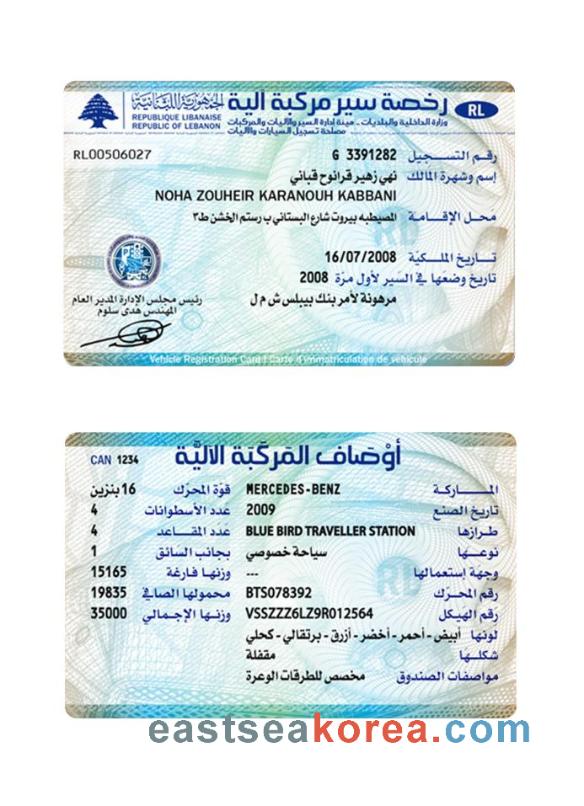 الجمهورية اللبنانية
REPUBLIQUE LIBANAISE
REPUBLIC OF LEBANON
رخصة سير مركبة آلية
RL
وزارة الداخلية والبلديات - هيئة إدارة السير والآليات والمركبات
مصلحة تسجيل السيارات والآليات
RL00506027
رقم التسجيل G 3391282
إسم وشهرة المالك نهي زهير قرانوح قباني
NOHA ZOUHEIR KARANOUH KABBANI
محل الإقامة المصيطبه بيروت شارع البستاني ب رستم الخشن ط٣
تاريخ الملكية 16/07/2008
تاريخ وضعها في السير لأول مرة 2008
مرهونة لأمر بنك بيبلس ش م ل
رئيس مجلس الإدارة المدير العام
المهندس هدى سلوم
Vehicle Registration Card | Carte d'immatriculation de véhicule
أوصاف المركبة الآلية
CAN 1234
الماركة MERCEDES-BENZ قوة المحرك 16 بنزين
تاريخ الصنع 2009 عدد الأسطوانات 4
طرازها BLUE BIRD TRAVELLER STATION عدد المقاعد 4
نوعها سياحة خصوصي بجانب السائق 1
وجهة إستعمالها --- وزنها فارغة 15165
رقم المحرك BTS078392 محمولها الصافي 19835
رقم الهيكل VSSZZZ6LZ9R012564 وزنها الإجمالي 35000
لونها أبيض - أحمر - أخضر - أزرق - برتقالي - كحلي
شكلها مقفلة
مواصفات الصندوق مخصص للطرقات الوعرة
eastseakorea.com